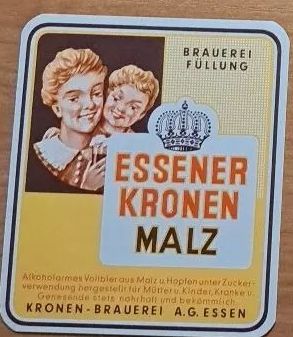 BRAUEREI
FÜLLUNG
ESSENER
KRONEN
MALZ
Alkoholarmes Vollbier aus Malz u. Hopfen unter Zucker-
verwendung hergestellt für Mütter u. Kinder, Kranke u.
Genesende stets nahrhaft und bekömmlich.
KRONEN-BRAUEREI A.G. ESSEN